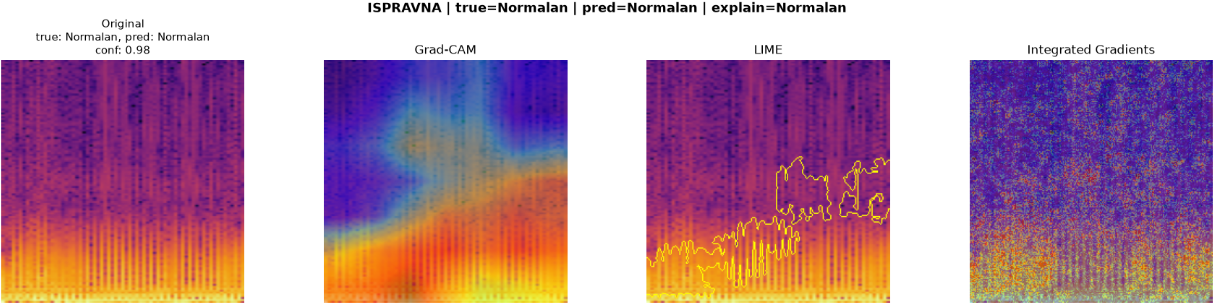 ISPRAVNA | true=Normalan | pred=Normalan | explain=Normalan
Original
true: Normalan, pred: Normalan
conf: 0.98
Grad-CAM
LIME
Integrated Gradients